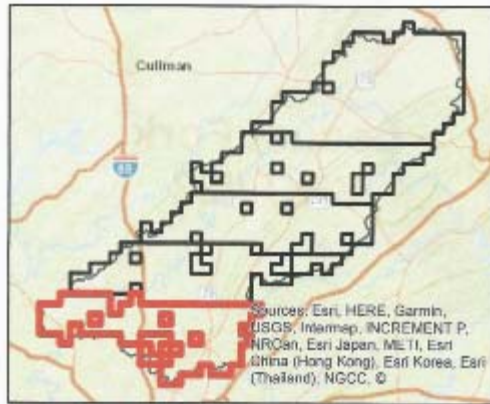 Cullman
65
Sources: Esri, HERE, Garmin,
USGS, Intermap, INCREMENT P,
NRCan, Esri Japan, METI, Esri
China (Hong Kong), Esri Korea, Esri
(Thailand), NGCC, ©